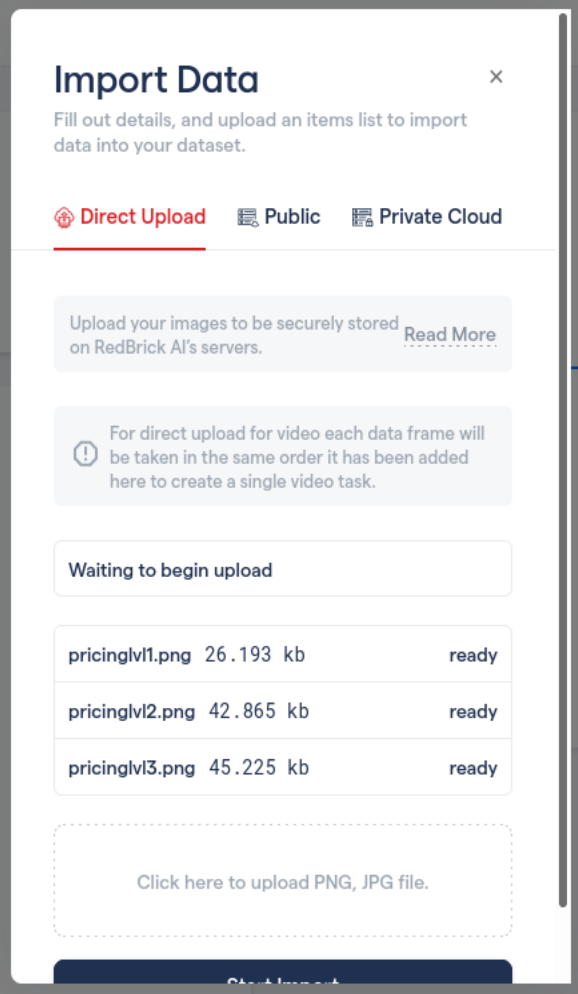 Import Data
Fill out details, and upload an items list to import
data into your dataset.
Direct Upload
Public
Private Cloud
Upload your images to be securely stored
on RedBrick AI's servers.
Read More
For direct upload for video each data frame will
be taken in the same order it has been added
here to create a single video task.
Waiting to begin upload
pricinglvl1.png 26.193 kb ready
pricinglvl2.png 42.865 kb ready
pricinglvl3.png 45.225 kb ready
Click here to upload PNG, JPG file.
Start Import